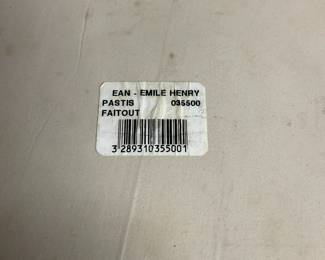 EAN - EMILE HENRY
PASTIS 035500
FAITOUT
3 289310 355001